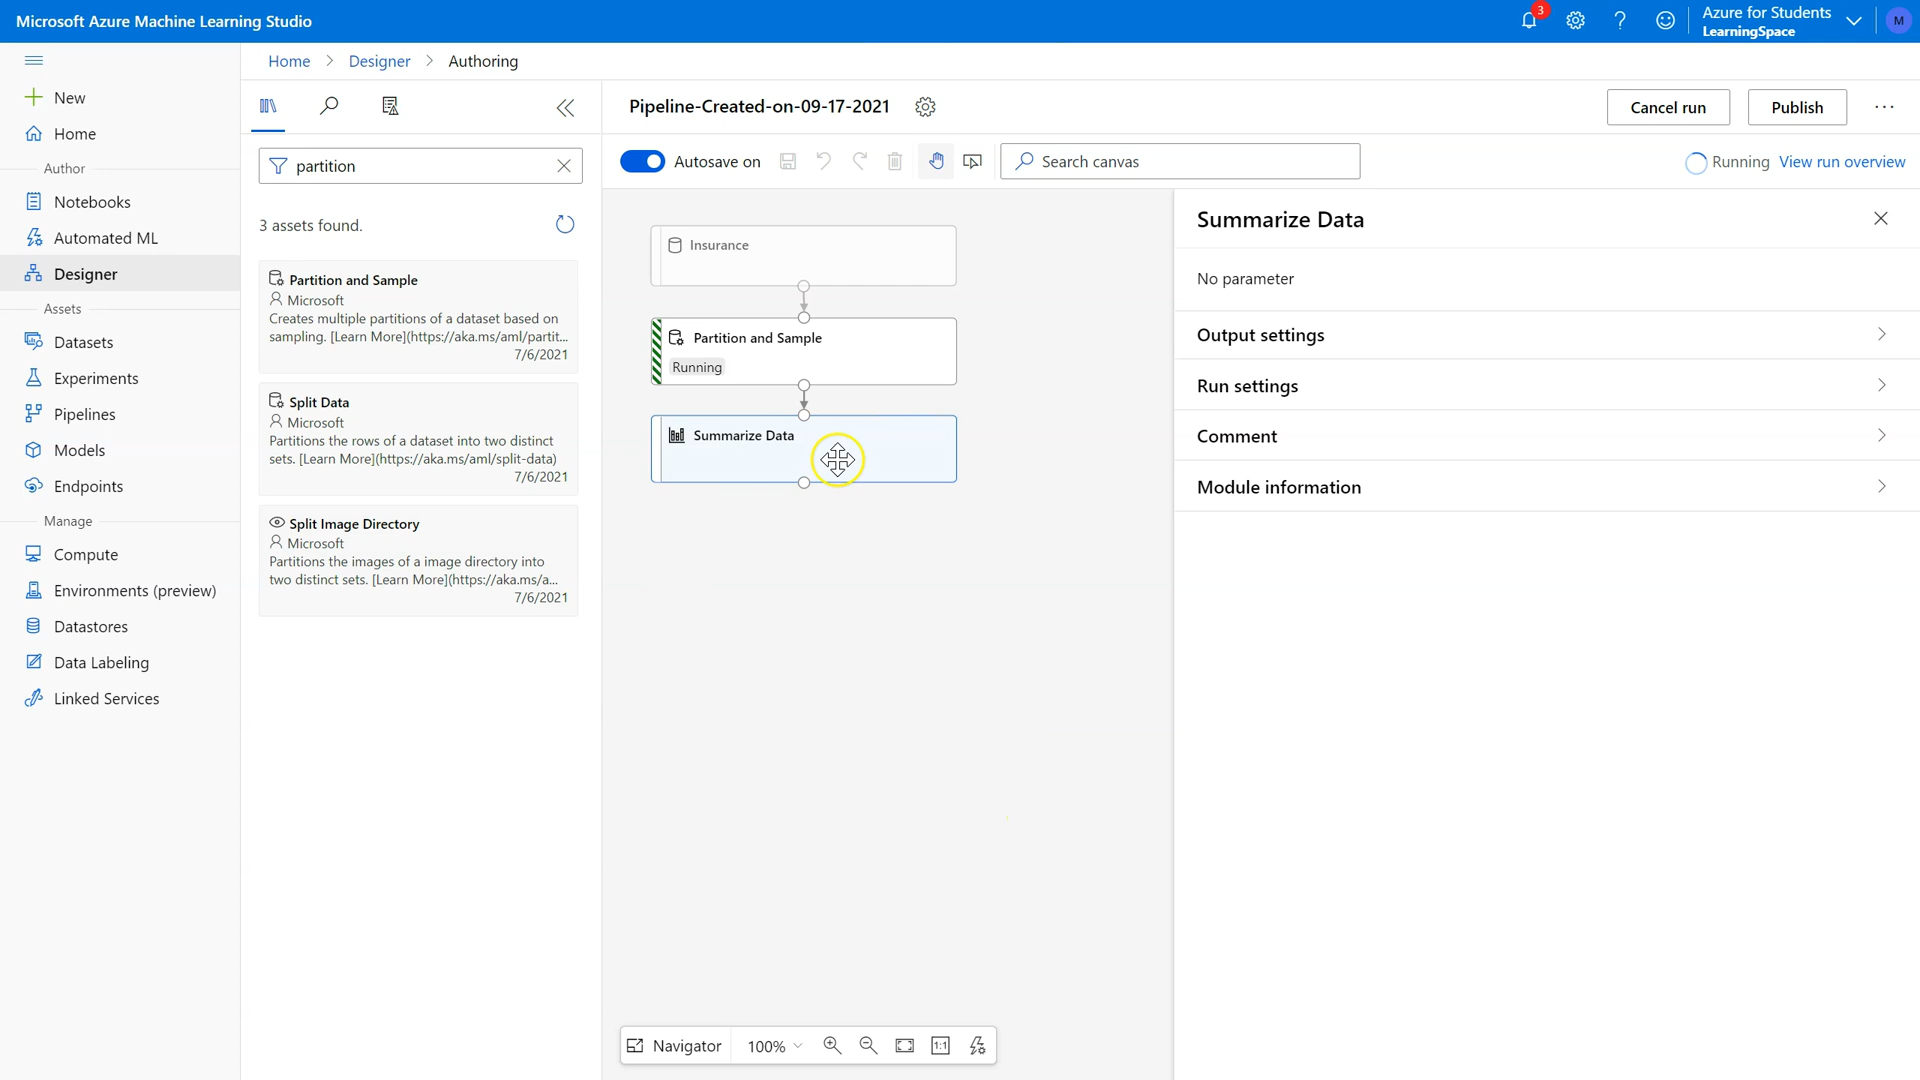 Microsoft Azure Machine Learning Studio
3
Azure for Students
LearningSpace
M
New
Home
Author
Notebooks
Automated ML
Designer
Assets
Datasets
Experiments
Pipelines
Models
Endpoints
Manage
Compute
Environments (preview)
Datastores
Data Labeling
Linked Services
Home > Designer > Authoring
partition
3 assets found.
Partition and Sample
Microsoft
Creates multiple partitions of a dataset based on
sampling. [Learn More](https://aka.ms/aml/partit...
7/6/2021
Split Data
Microsoft
Partitions the rows of a dataset into two distinct
sets. [Learn More](https://aka.ms/aml/split-data)
7/6/2021
Split Image Directory
Microsoft
Partitions the images of a image directory into
two distinct sets. [Learn More](https://aka.ms/a...
7/6/2021
Pipeline-Created-on-09-17-2021
Cancel run
Publish
Autosave on
Search canvas
Running View run overview
Insurance
Partition and Sample
Running
Summarize Data
Navigator
100%
1:1
Summarize Data
No parameter
Output settings
Run settings
Comment
Module information